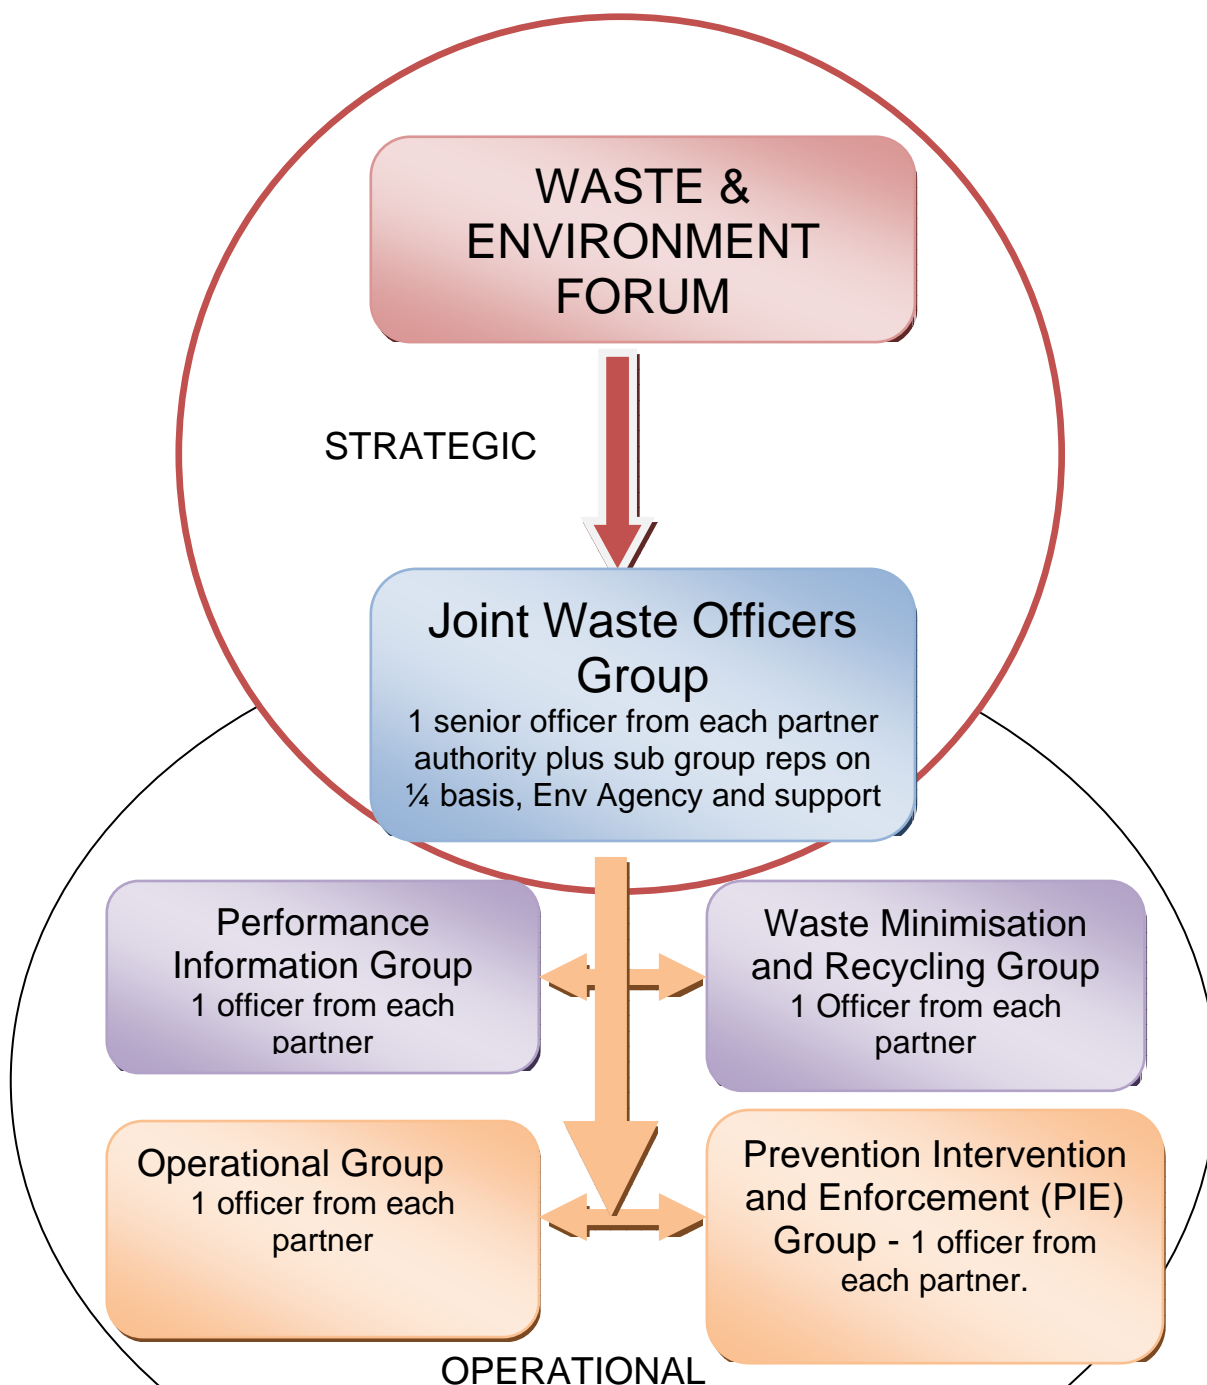 WASTE &
ENVIRONMENT
FORUM
STRATEGIC
Joint Waste Officers
Group
1 senior officer from each partner
authority plus sub group reps on
¼ basis, Env Agency and support
Performance
Information Group
1 officer from each
partner
Waste Minimisation
and Recycling Group
1 Officer from each
partner
Operational Group
1 officer from each
partner
Prevention Intervention
and Enforcement (PIE)
Group - 1 officer from
each partner.
OPERATIONAL